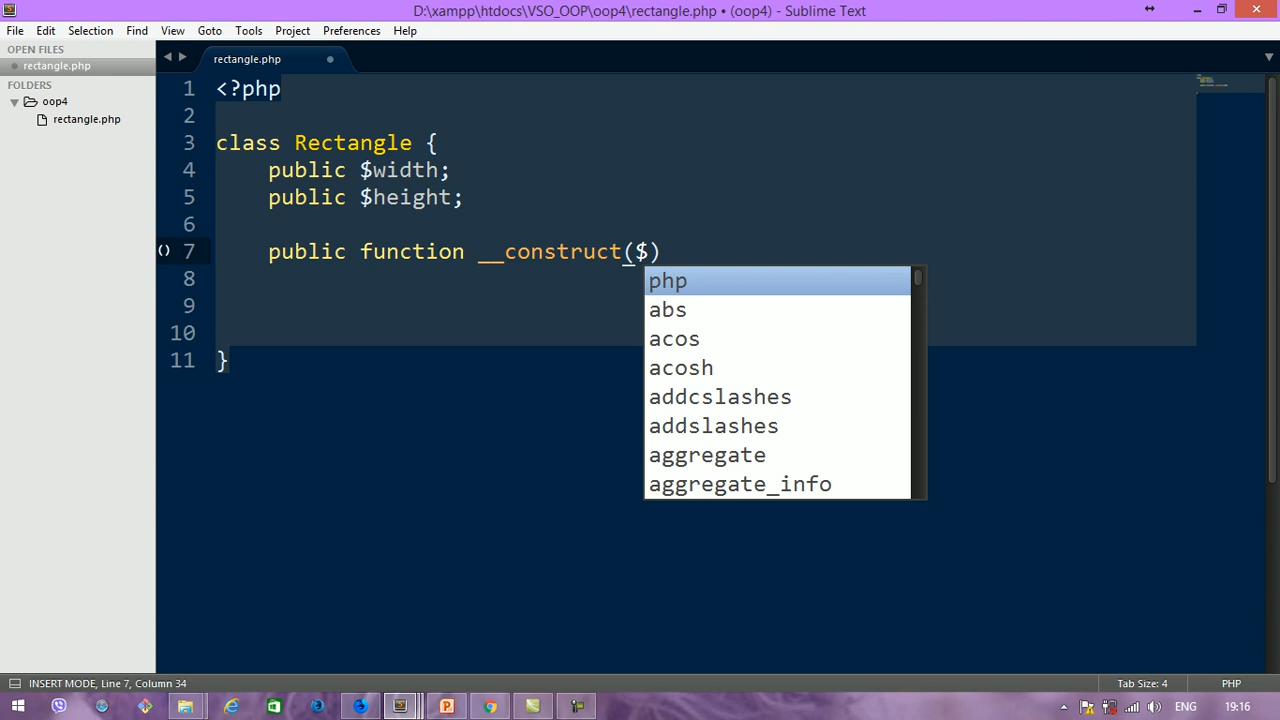 D:\xampp\htdocs\VSO_OOP\oop4\rectangle.php • (oop4) - Sublime Text
File Edit Selection Find View Goto Tools Project Preferences Help
OPEN FILES
rectangle.php
FOLDERS
oop4
rectangle.php
rectangle.php
1 <?php
2
3 class Rectangle {
4 public $width;
5 public $height;
6
7 public function __construct($)
8
9
10
11 }
php
abs
acos
acosh
addcslashes
addslashes
aggregate
aggregate_info
INSERT MODE, Line 7, Column 34
Tab Size: 4
PHP
ENG
19:16